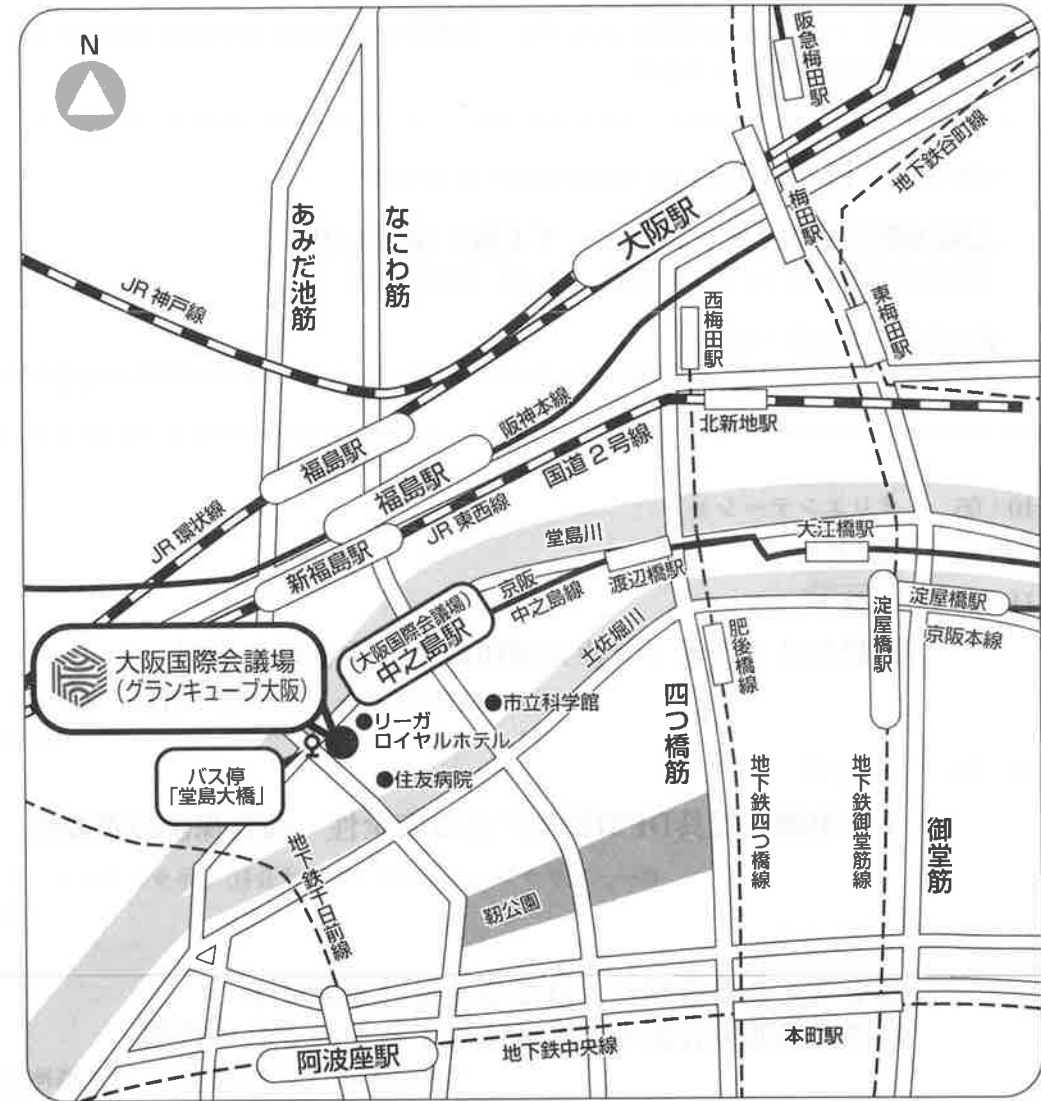 N
阪急梅田駅
地下鉄谷町線
梅田駅
大阪駅
あみだ池筋
なにわ筋
JR 神戸線
西梅田駅
東梅田駅
阪神本線
北新地駅
福島駅
福島駅
国道2号線
JR 環状線
JR 東西線
新福島駅
堂島川
大江橋駅
渡辺橋駅
京阪
中之島線
(大阪国際会議場)
中之島駅
土佐堀川
淀屋橋駅
淀屋橋駅
京阪本線
肥後橋線
大阪国際会議場
(グランキューブ大阪)
リーガ
ロイヤルホテル
市立科学館
四つ橋筋
住友病院
バス停
「堂島大橋」
地下鉄四つ橋線
地下鉄御堂筋線
御堂筋
地下鉄千日前線
靭公園
阿波座駅
地下鉄中央線
本町駅